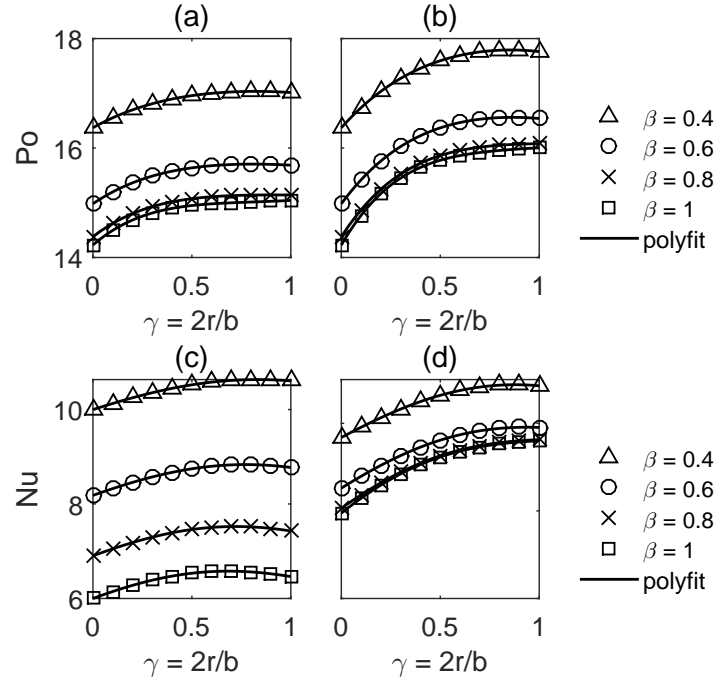 (a)
(b)
18
16
14
Po
0
0.5
1
0
0.5
1
γ = 2r/b
γ = 2r/b
β = 0.4
β = 0.6
β = 0.8
β = 1
polyfit
(c)
(d)
10
8
6
Nu
0
0.5
1
0
0.5
1
γ = 2r/b
γ = 2r/b
β = 0.4
β = 0.6
β = 0.8
β = 1
polyfit